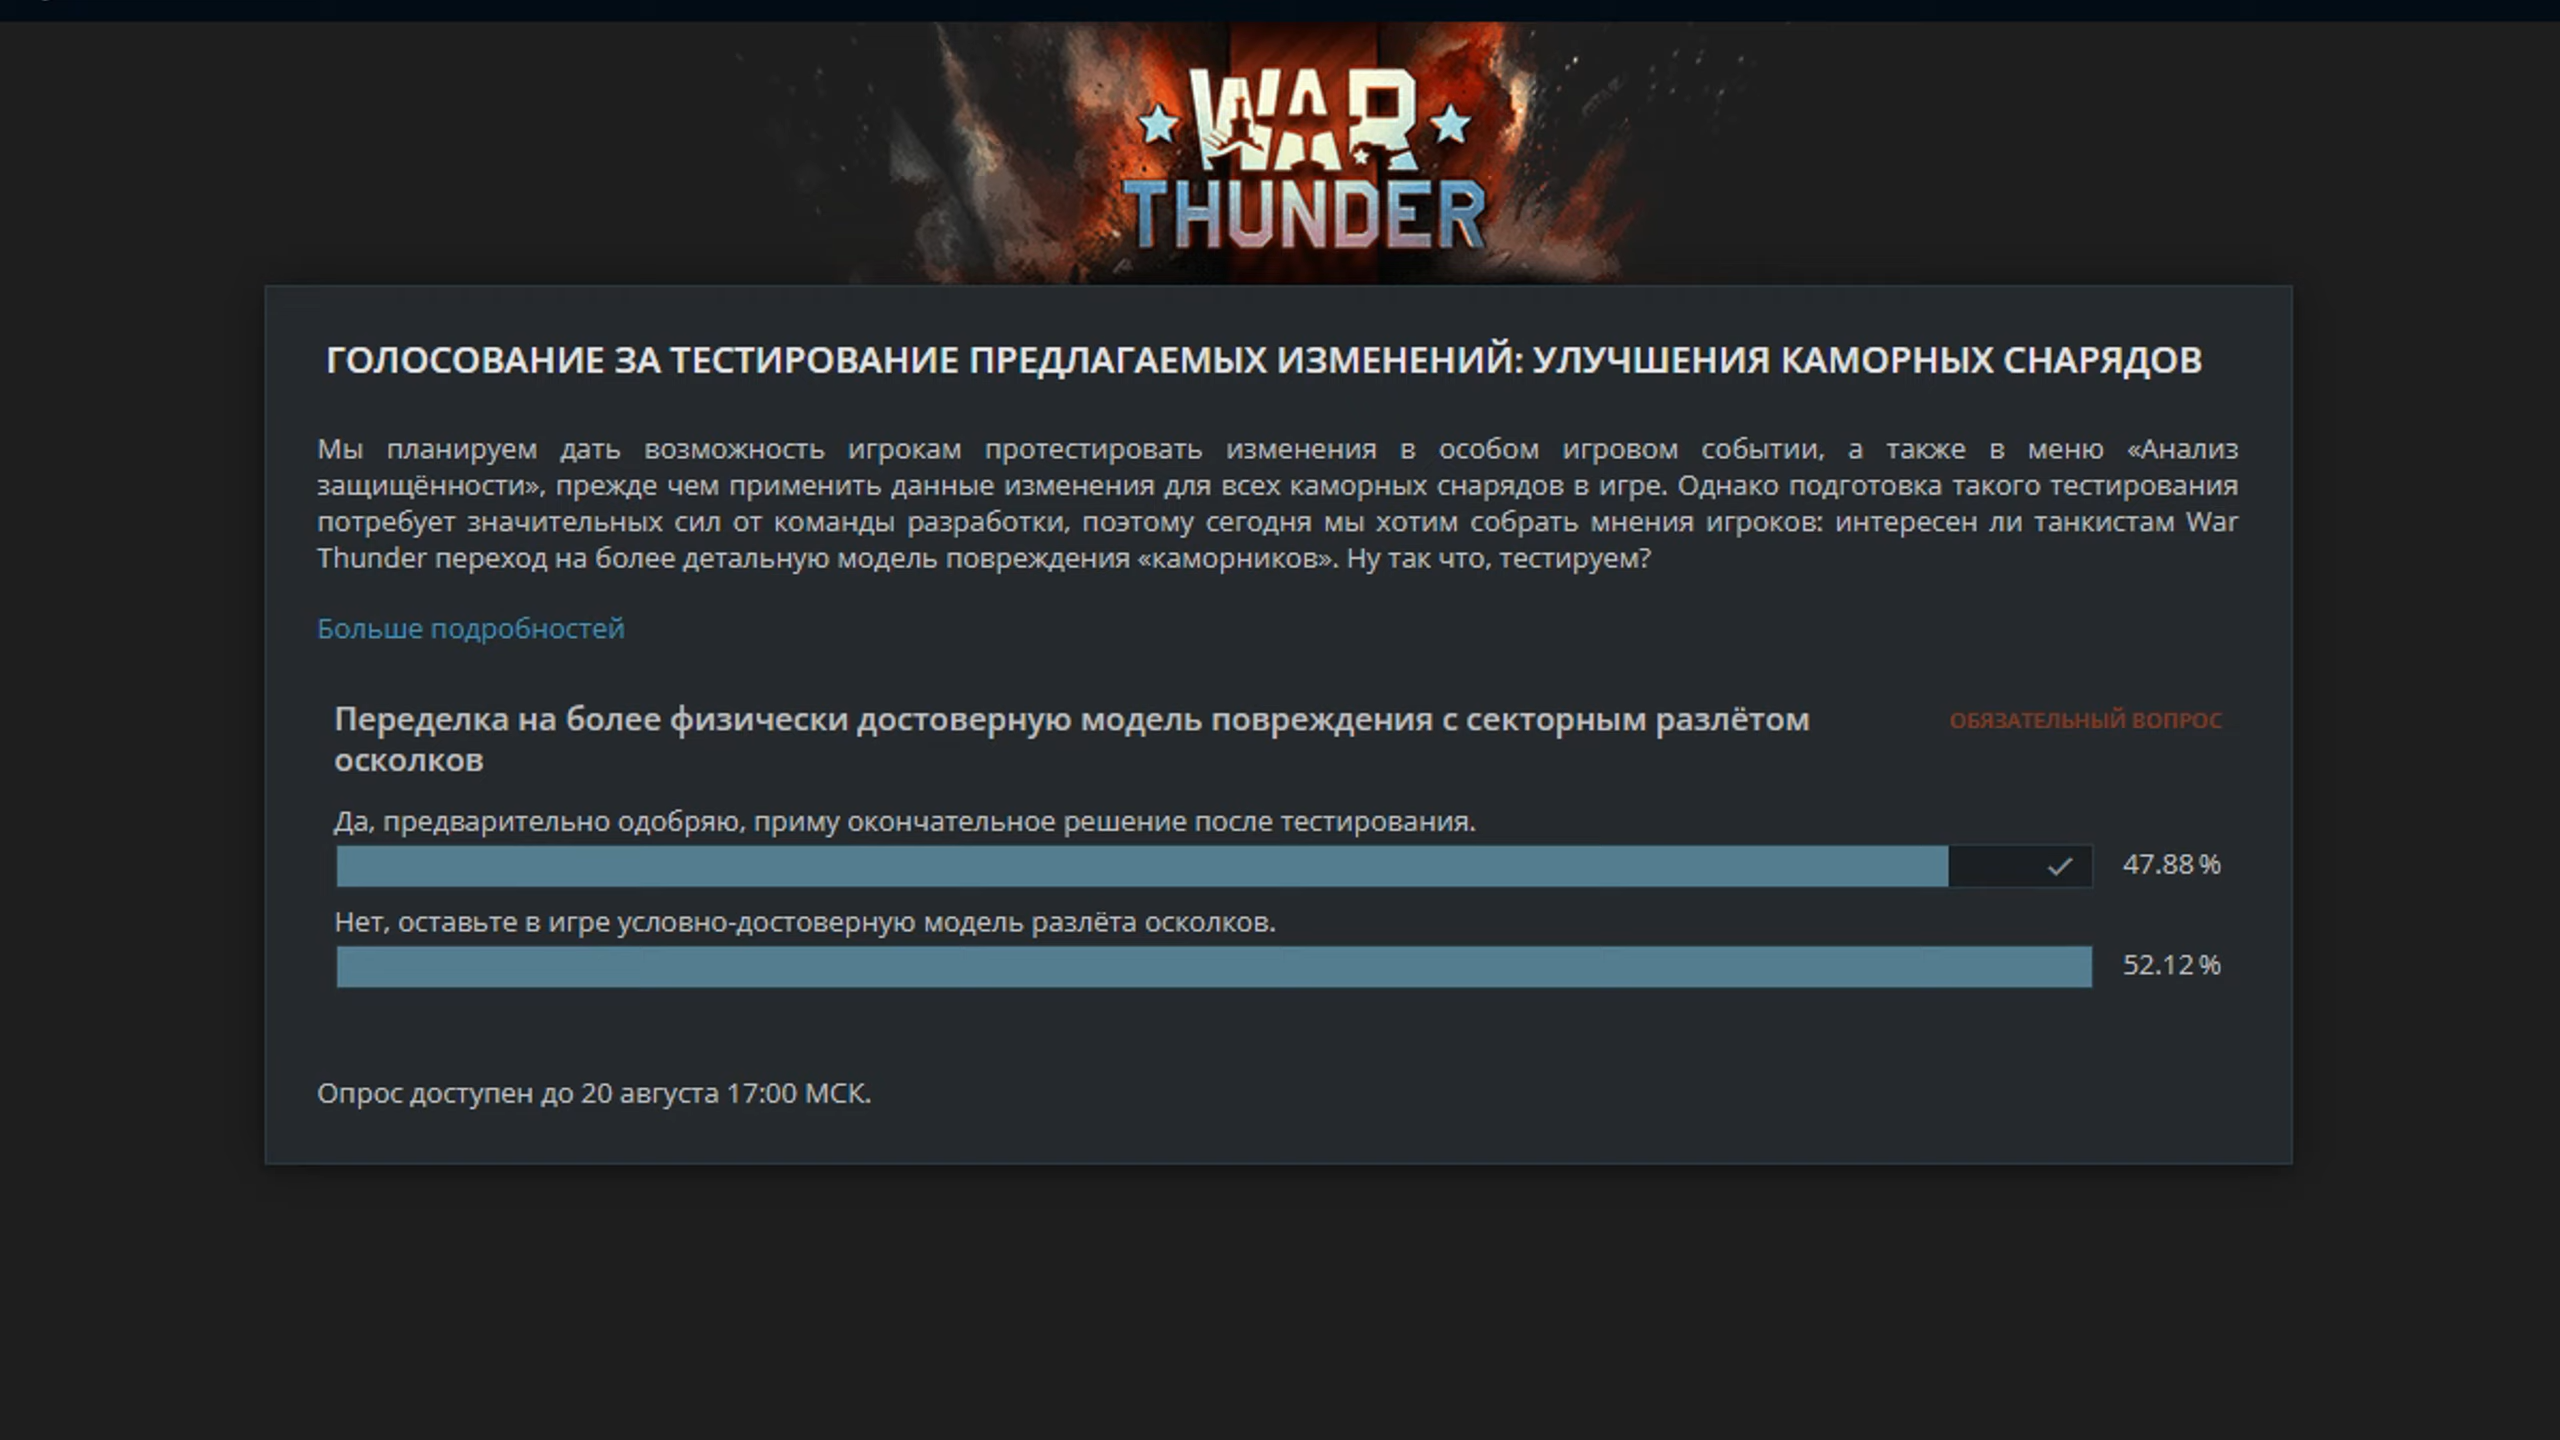 WAR
THUNDER
ГОЛОСОВАНИЕ ЗА ТЕСТИРОВАНИЕ ПРЕДЛАГАЕМЫХ ИЗМЕНЕНИЙ: УЛУЧШЕНИЯ КАМОРНЫХ СНАРЯДОВ
Мы планируем дать возможность игрокам протестировать изменения в особом игровом событии, а также в меню «Анализ
защищённости», прежде чем применить данные изменения для всех каморных снарядов в игре. Однако подготовка такого тестирования
потребует значительных сил от команды разработки, поэтому сегодня мы хотим собрать мнения игроков: интересен ли танкистам War
Thunder переход на более детальную модель повреждения «каморников». Ну так что, тестируем?
Больше подробностей
Переделка на более физически достоверную модель повреждения с секторным разлётом
осколков
ОБЯЗАТЕЛЬНЫЙ ВОПРОС
Да, предварительно одобряю, приму окончательное решение после тестирования.
47.88 %
Нет, оставьте в игре условно-достоверную модель разлёта осколков.
52.12 %
Опрос доступен до 20 августа 17:00 МСК.